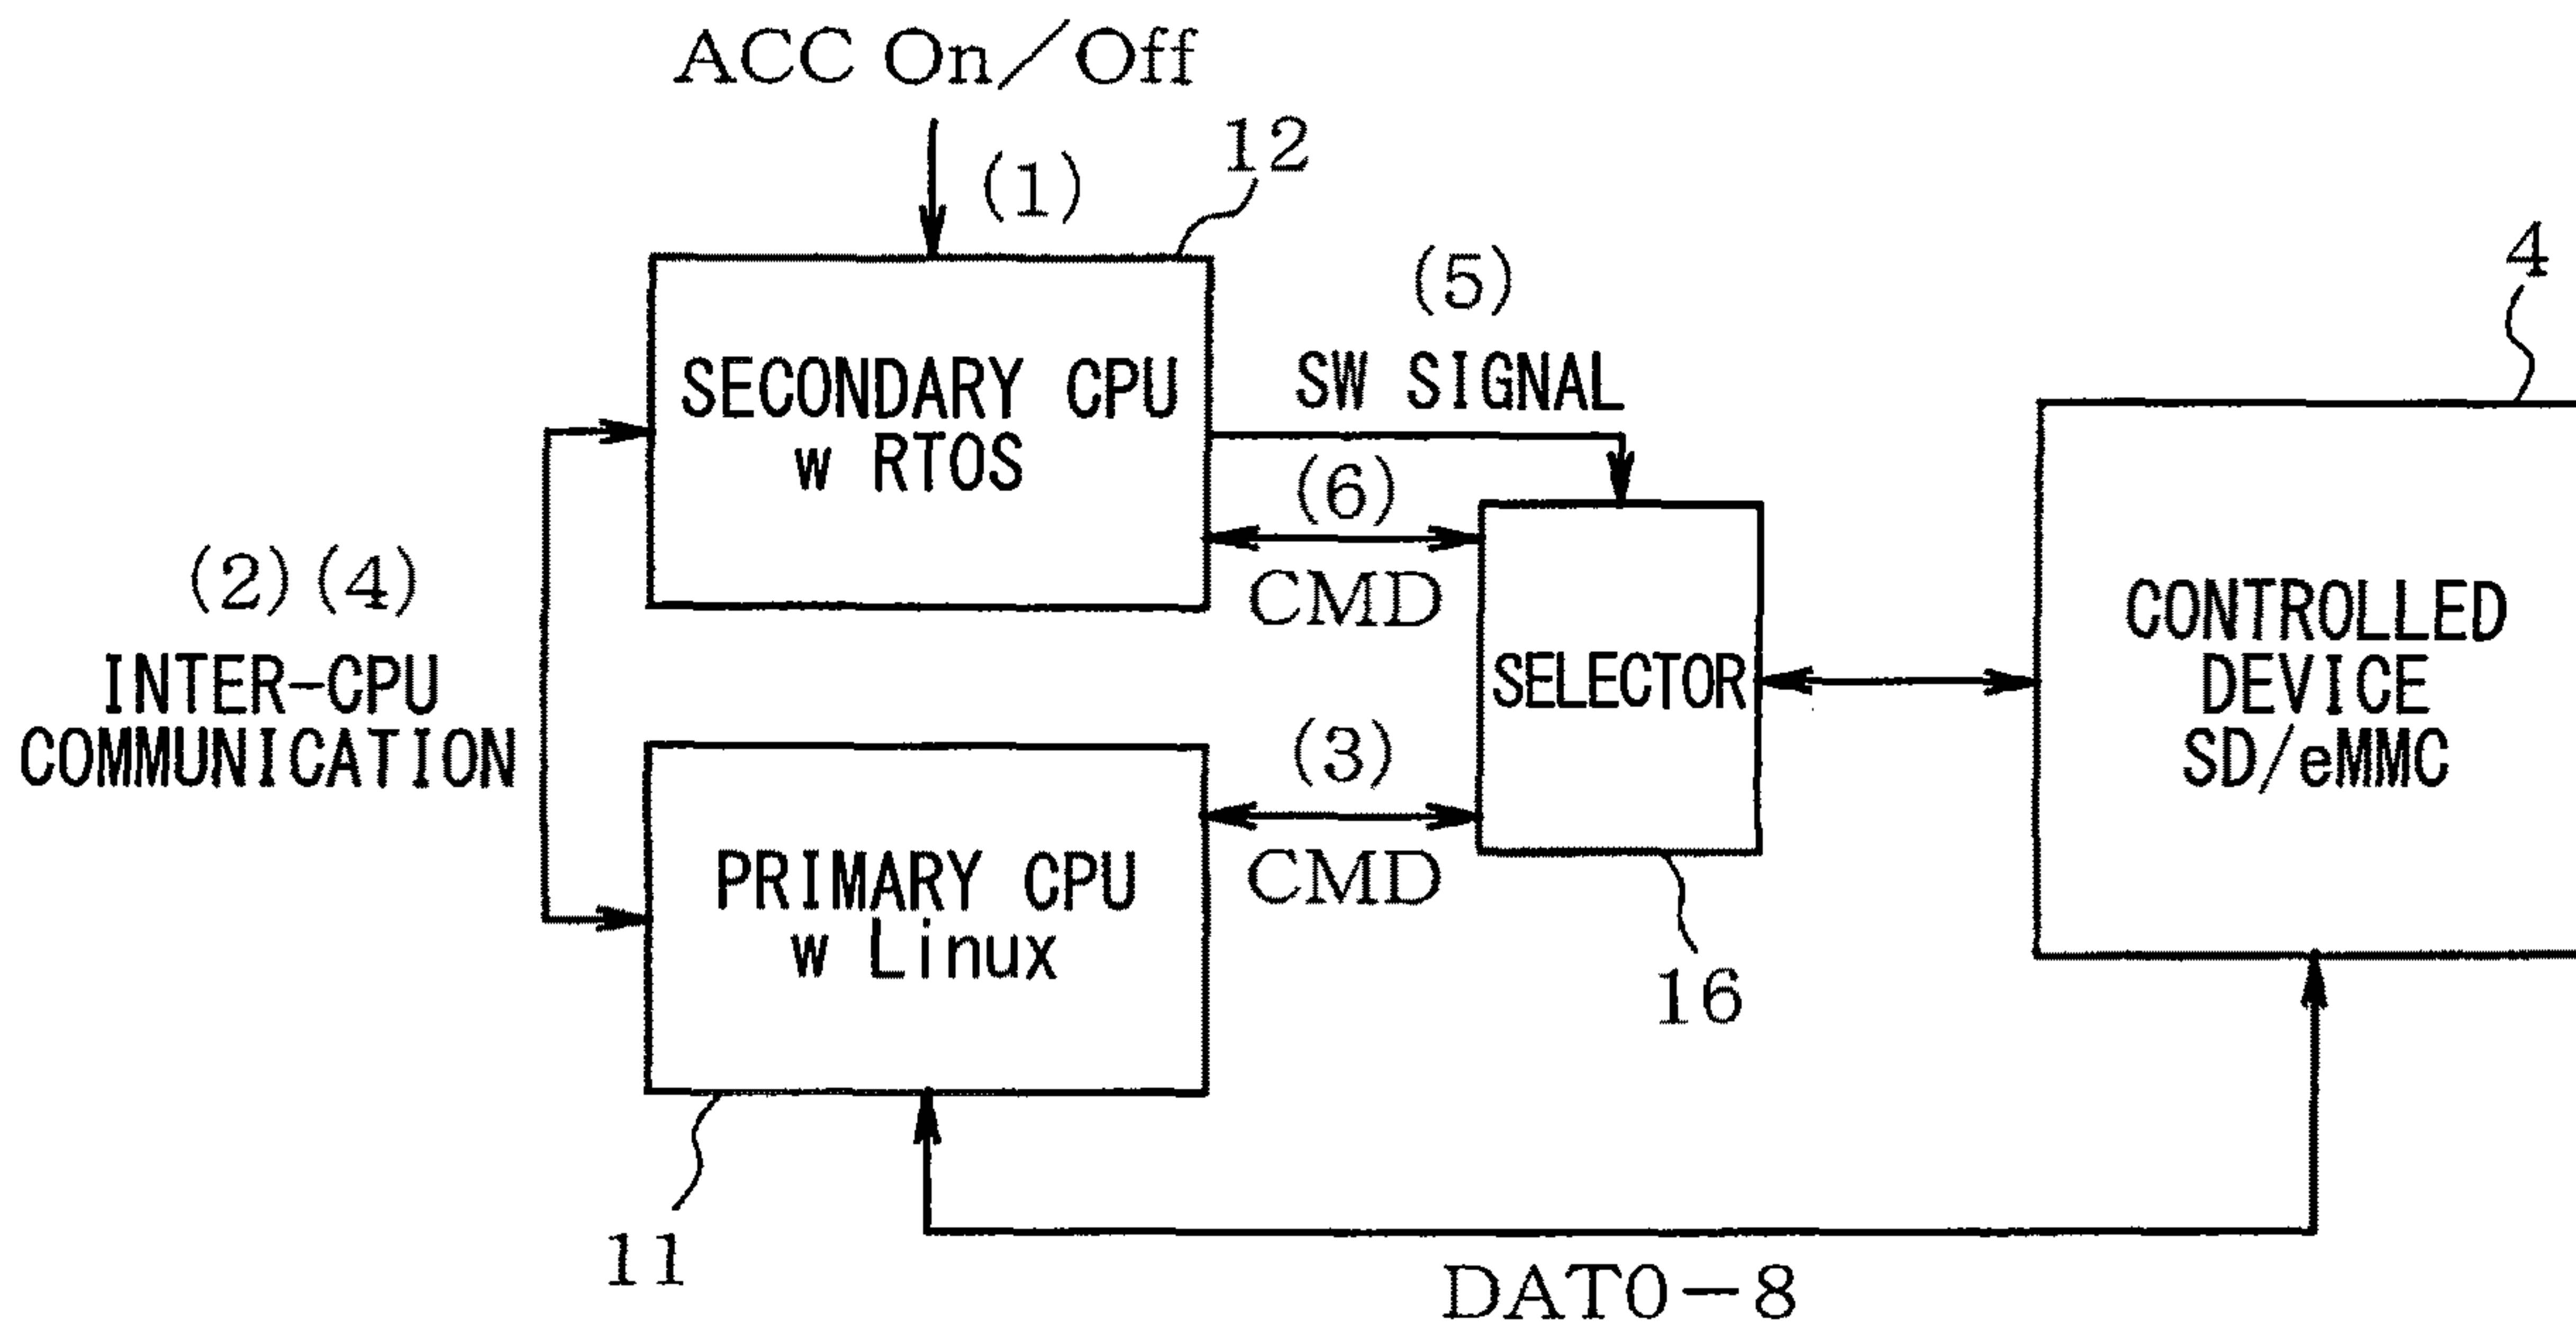 ACC On/Off
(1)
12
(5)
4
SECONDARY CPU
w RTOS
SW SIGNAL
(6)
CMD
(2)(4)
INTER-CPU
COMMUNICATION
SELECTOR
CONTROLLED
DEVICE
SD/eMMC
(3)
CMD
PRIMARY CPU
w Linux
16
11
DAT0-8